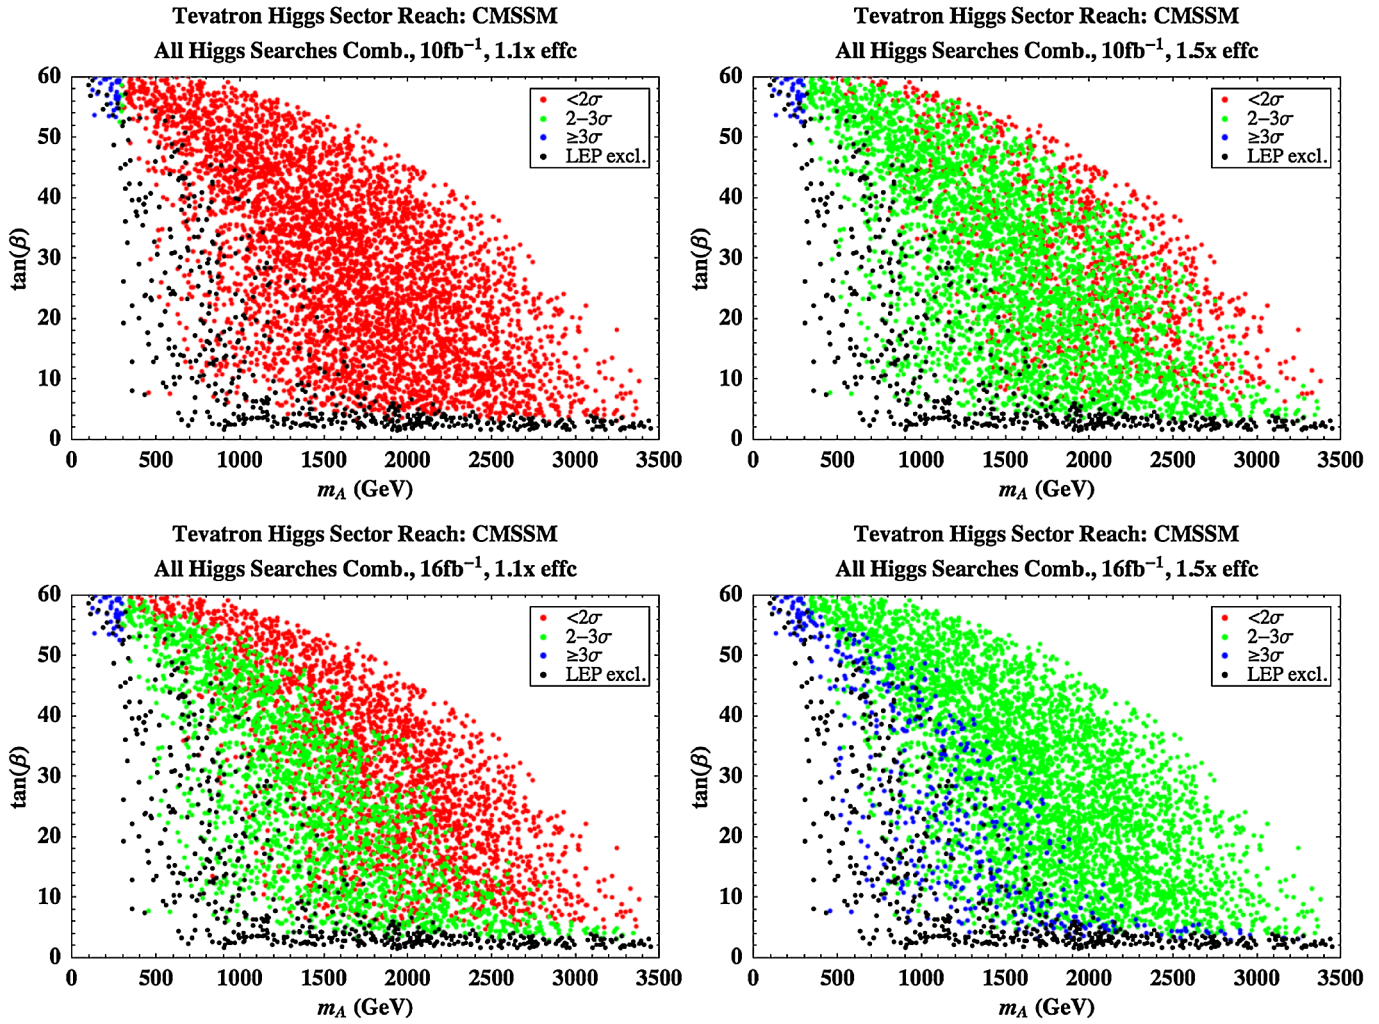 Tevatron Higgs Sector Reach: CMSSM
All Higgs Searches Comb., 10fb⁻¹, 1.1x effc
60
50
40
30
20
10
0
tan(β)
<2σ
2−3σ
≥3σ
LEP excl.
0 500 1000 1500 2000 2500 3000 3500
m_A (GeV)
Tevatron Higgs Sector Reach: CMSSM
All Higgs Searches Comb., 10fb⁻¹, 1.5x effc
60
50
40
30
20
10
0
tan(β)
<2σ
2−3σ
≥3σ
LEP excl.
0 500 1000 1500 2000 2500 3000 3500
m_A (GeV)
Tevatron Higgs Sector Reach: CMSSM
All Higgs Searches Comb., 16fb⁻¹, 1.1x effc
60
50
40
30
20
10
0
tan(β)
<2σ
2−3σ
≥3σ
LEP excl.
0 500 1000 1500 2000 2500 3000 3500
m_A (GeV)
Tevatron Higgs Sector Reach: CMSSM
All Higgs Searches Comb., 16fb⁻¹, 1.5x effc
60
50
40
30
20
10
0
tan(β)
<2σ
2−3σ
≥3σ
LEP excl.
0 500 1000 1500 2000 2500 3000 3500
m_A (GeV)